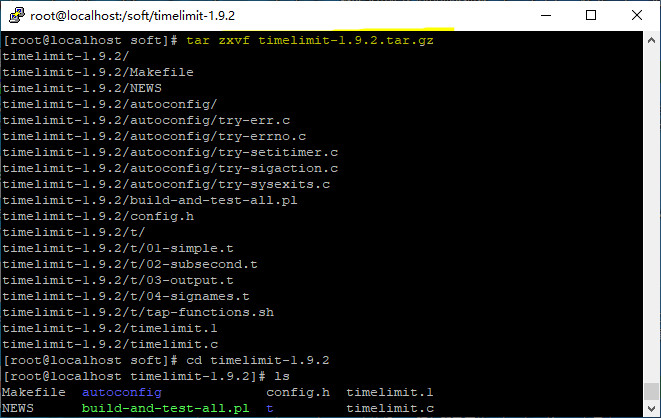 root@localhost:/soft/timelimit-1.9.2
[root@localhost soft]# tar zxvf timelimit-1.9.2.tar.gz
timelimit-1.9.2/
timelimit-1.9.2/Makefile
timelimit-1.9.2/NEWS
timelimit-1.9.2/autoconfig/
timelimit-1.9.2/autoconfig/try-err.c
timelimit-1.9.2/autoconfig/try-errno.c
timelimit-1.9.2/autoconfig/try-setitimer.c
timelimit-1.9.2/autoconfig/try-sigaction.c
timelimit-1.9.2/autoconfig/try-sysexits.c
timelimit-1.9.2/build-and-test-all.pl
timelimit-1.9.2/config.h
timelimit-1.9.2/t/
timelimit-1.9.2/t/01-simple.t
timelimit-1.9.2/t/02-subsecond.t
timelimit-1.9.2/t/03-output.t
timelimit-1.9.2/t/04-signames.t
timelimit-1.9.2/t/tap-functions.sh
timelimit-1.9.2/timelimit.1
timelimit-1.9.2/timelimit.c
[root@localhost soft]# cd timelimit-1.9.2
[root@localhost timelimit-1.9.2]# ls
Makefile  autoconfig             config.h  timelimit.1
NEWS      build-and-test-all.pl  t         timelimit.c